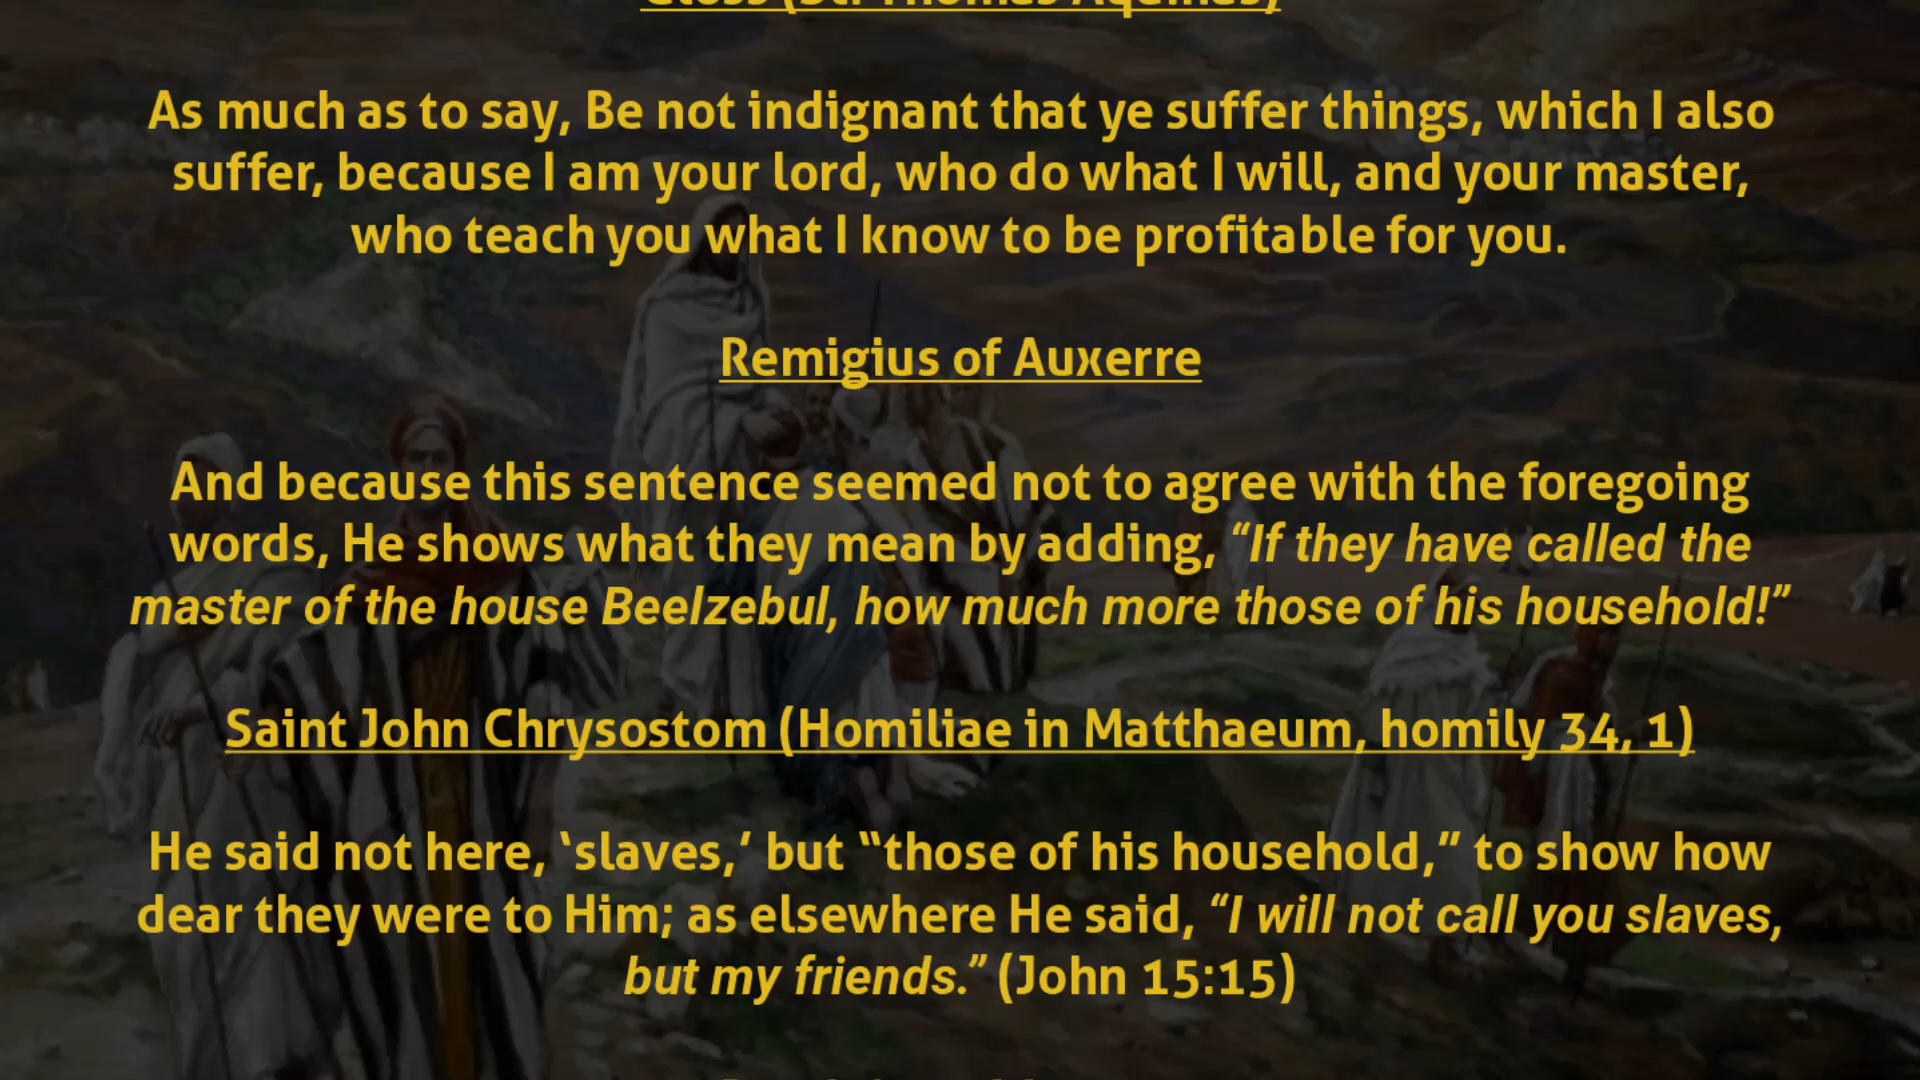 Gloss (St. Thomas Aquinas)
As much as to say, Be not indignant that ye suffer things, which I also
suffer, because I am your lord, who do what I will, and your master,
who teach you what I know to be profitable for you.
Remigius of Auxerre
And because this sentence seemed not to agree with the foregoing
words, He shows what they mean by adding, “If they have called the
master of the house Beelzebul, how much more those of his household!”
Saint John Chrysostom (Homiliae in Matthaeum, homily 34, 1)
He said not here, ‘slaves,’ but “those of his household,” to show how
dear they were to Him; as elsewhere He said, “I will not call you slaves,
but my friends.” (John 15:15)